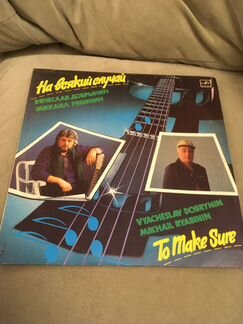 На всякий случай
ВЯЧЕСЛАВ ДОБРЫНИН
МИХАИЛ РЯБИНИН
VYACHESLAV DOBRYNIN
MIKHAIL RYABININ
To Make Sure